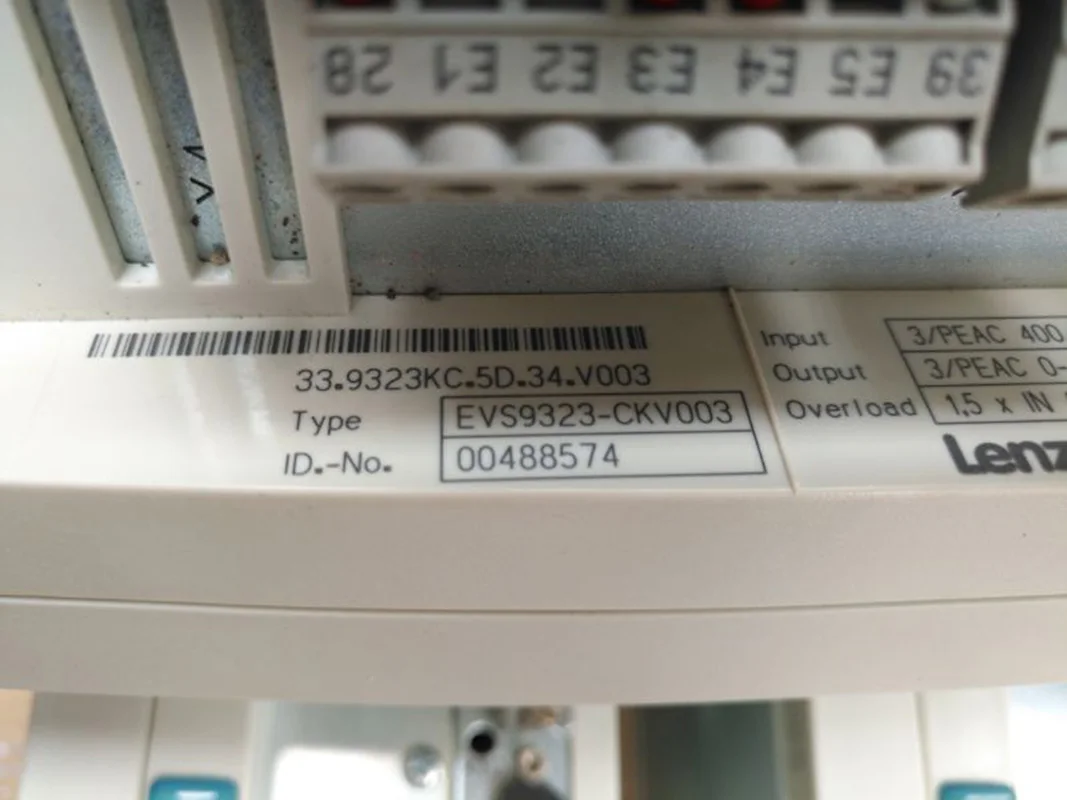 28 E1 E2 E3 E4 E5 39
33.9323KC.5D.34.V003
Type EVS9323-CKV003
ID.-No. 00488574
Input 3/PEAC 400
Output 3/PEAC 0-
Overload 1,5 x IN
Lenz